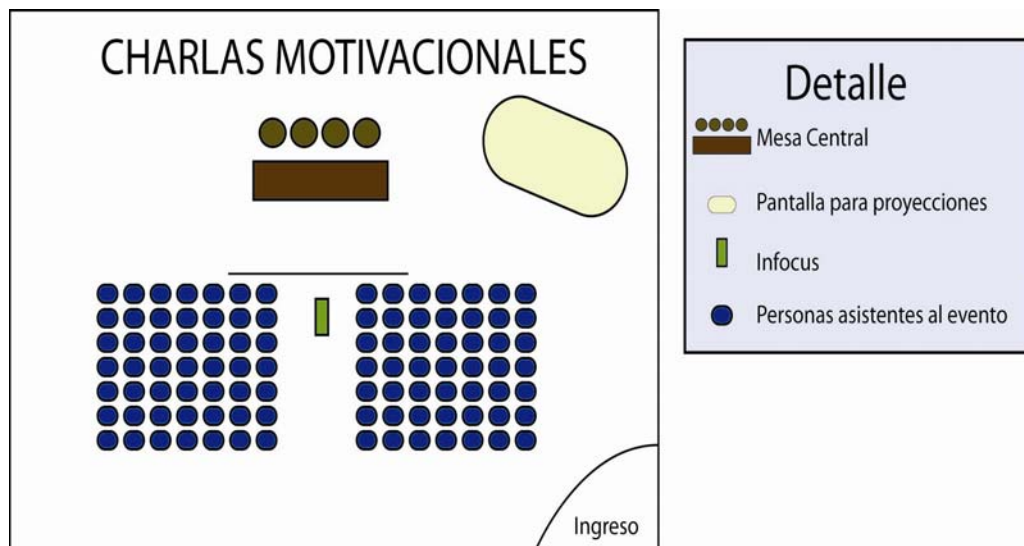 CHARLAS MOTIVACIONALES
Ingreso
Detalle
Mesa Central
Pantalla para proyecciones
Infocus
Personas asistentes al evento